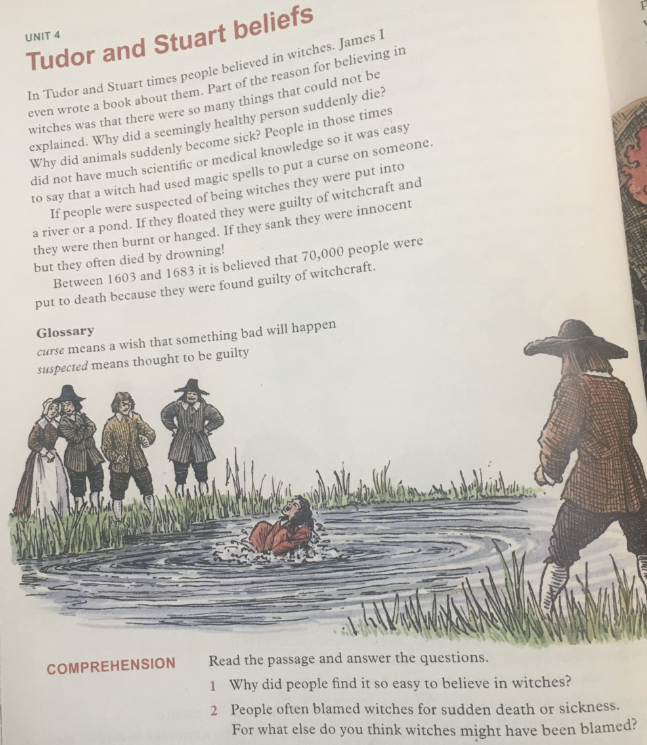 UNIT 4
Tudor and Stuart beliefs
In Tudor and Stuart times people believed in witches. James I
even wrote a book about them. Part of the reason for believing in
witches was that there were so many things that could not be
explained. Why did a seemingly healthy person suddenly die?
Why did animals suddenly become sick? People in those times
did not have much scientific or medical knowledge so it was easy
to say that a witch had used magic spells to put a curse on someone.
If people were suspected of being witches they were put into
a river or a pond. If they floated they were guilty of witchcraft and
they were then burnt or hanged. If they sank they were innocent
but they often died by drowning!
Between 1603 and 1683 it is believed that 70,000 people were
put to death because they were found guilty of witchcraft.
Glossary
curse means a wish that something bad will happen
suspected means thought to be guilty
COMPREHENSION Read the passage and answer the questions.
1 Why did people find it so easy to believe in witches?
2 People often blamed witches for sudden death or sickness.
For what else do you think witches might have been blamed?